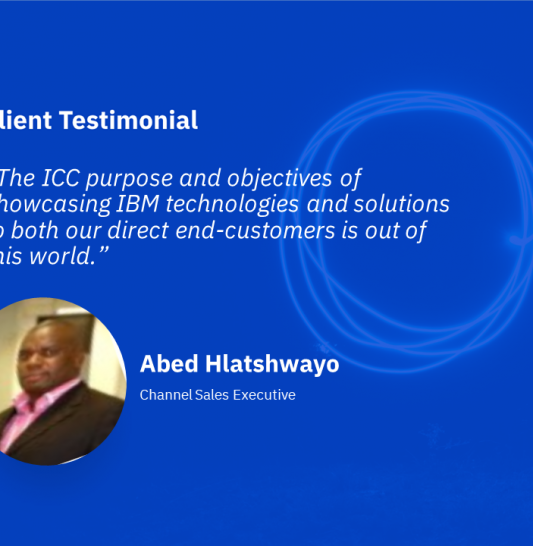 lient Testimonial
The ICC purpose and objectives of
howcasing IBM technologies and solutions
o both our direct end-customers is out of
his world.”
Abed Hlatshwayo
Channel Sales Executive